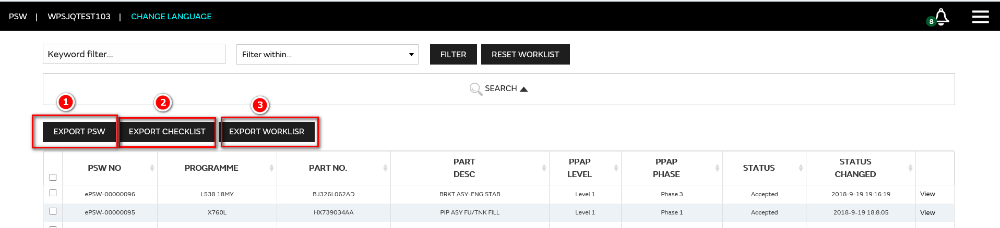 PSW | WPSJQTEST103 | CHANGE LANGUAGE
8
Keyword filter...
Filter within...
FILTER
RESET WORKLIST
SEARCH
1
2
3
EXPORT PSW
EXPORT CHECKLIST
EXPORT WORKLISR
PSW NO
PROGRAMME
PART NO.
PART
DESC
PPAP
LEVEL
PPAP
PHASE
STATUS
STATUS
CHANGED
ePSW-00000096 L538 18MY BJ326L062AD BRKT ASY-ENG STAB Level 1 Phase 3 Accepted 2018-9-19 19:16:19 View
ePSW-00000095 X760L HX739034AA PIP ASY FU/TNK FILL Level 1 Phase 1 Accepted 2018-9-19 18:8:05 View